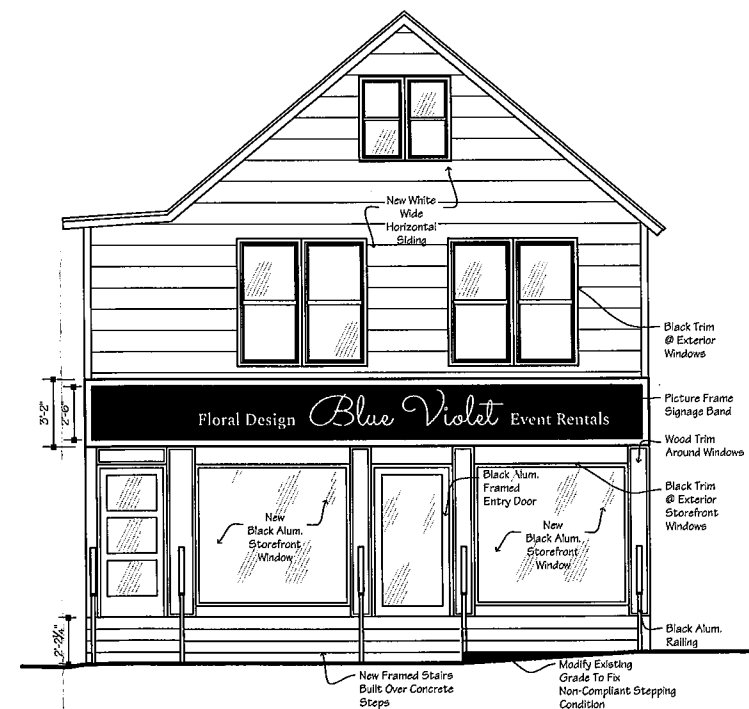 New White
Wide
Horizontal
Siding
Black Trim
@ Exterior
Windows
3'-2"
2'-6"
Floral Design Blue Violet Event Rentals
Picture Frame
Signage Band
Wood Trim
Around Windows
Black Alum.
Framed
Entry Door
Black Trim
@ Exterior
Storefront
Windows
New
Black Alum.
Storefront
Window
New
Black Alum.
Storefront
Window
2'-2¼"
Black Alum.
Railing
New Framed Stairs
Built Over Concrete
Steps
Modify Existing
Grade To Fix
Non-Compliant Stepping
Condition